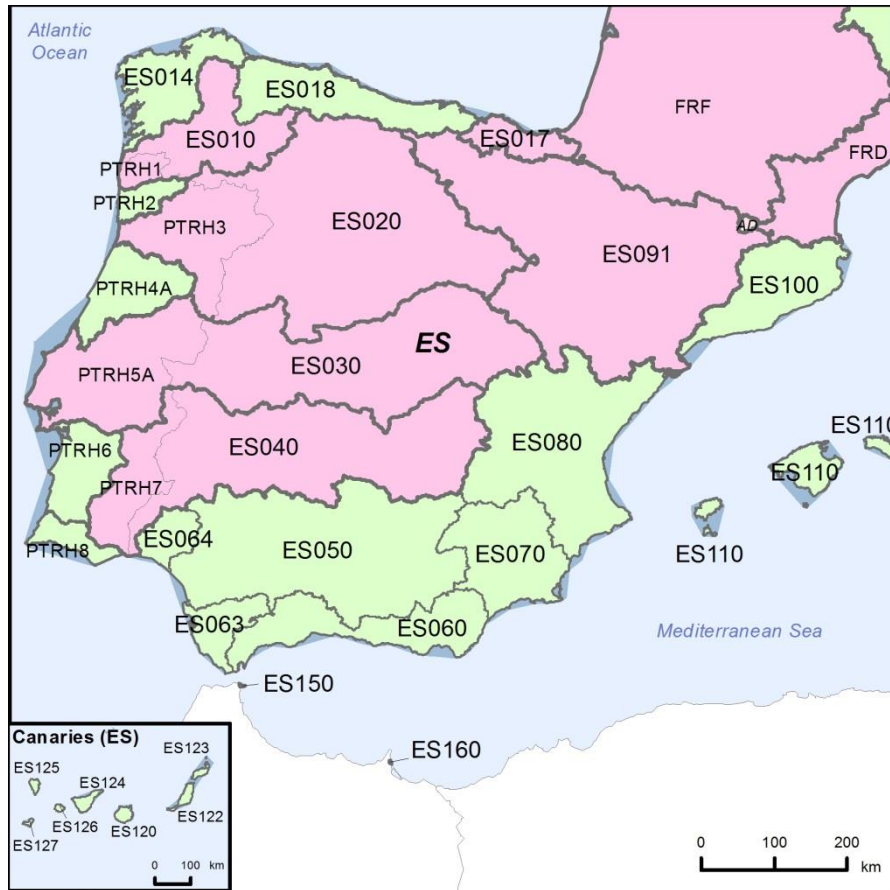 Atlantic
Ocean
ES014
ES018
FRF
ES010
ES017
PTRH1
FRD
PTRH2
PTRH3
ES020
AD
ES091
PTRH4A
ES100
ES
PTRH5A
ES030
ES110
PTRH6
ES040
ES080
ES110
PTRH7
ES064
ES050
ES070
PTRH8
ES110
ES063
ES060
Mediterranean Sea
ES150
Canaries (ES)
ES123
ES160
ES125
ES124
ES126
ES120
ES122
ES127
0 100 km
0 100 200
km